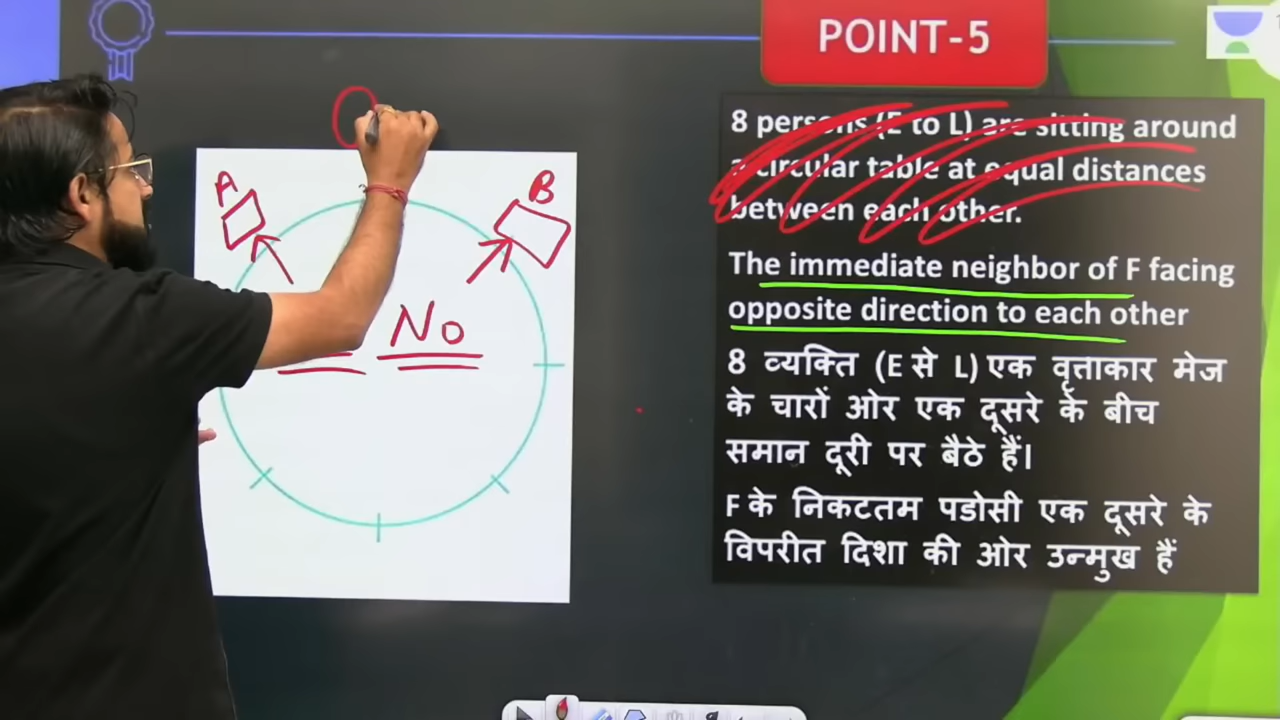 POINT-5
8 persons (E to L) are sitting around
a circular table at equal distances
between each other.
The immediate neighbor of F facing
opposite direction to each other
8 व्यक्ति (E से L) एक वृत्ताकार मेज
के चारों ओर एक दूसरे के बीच
समान दूरी पर बैठे हैं।
F के निकटतम पडोसी एक दूसरे के
विपरीत दिशा की ओर उन्मुख हैं
A
B
No